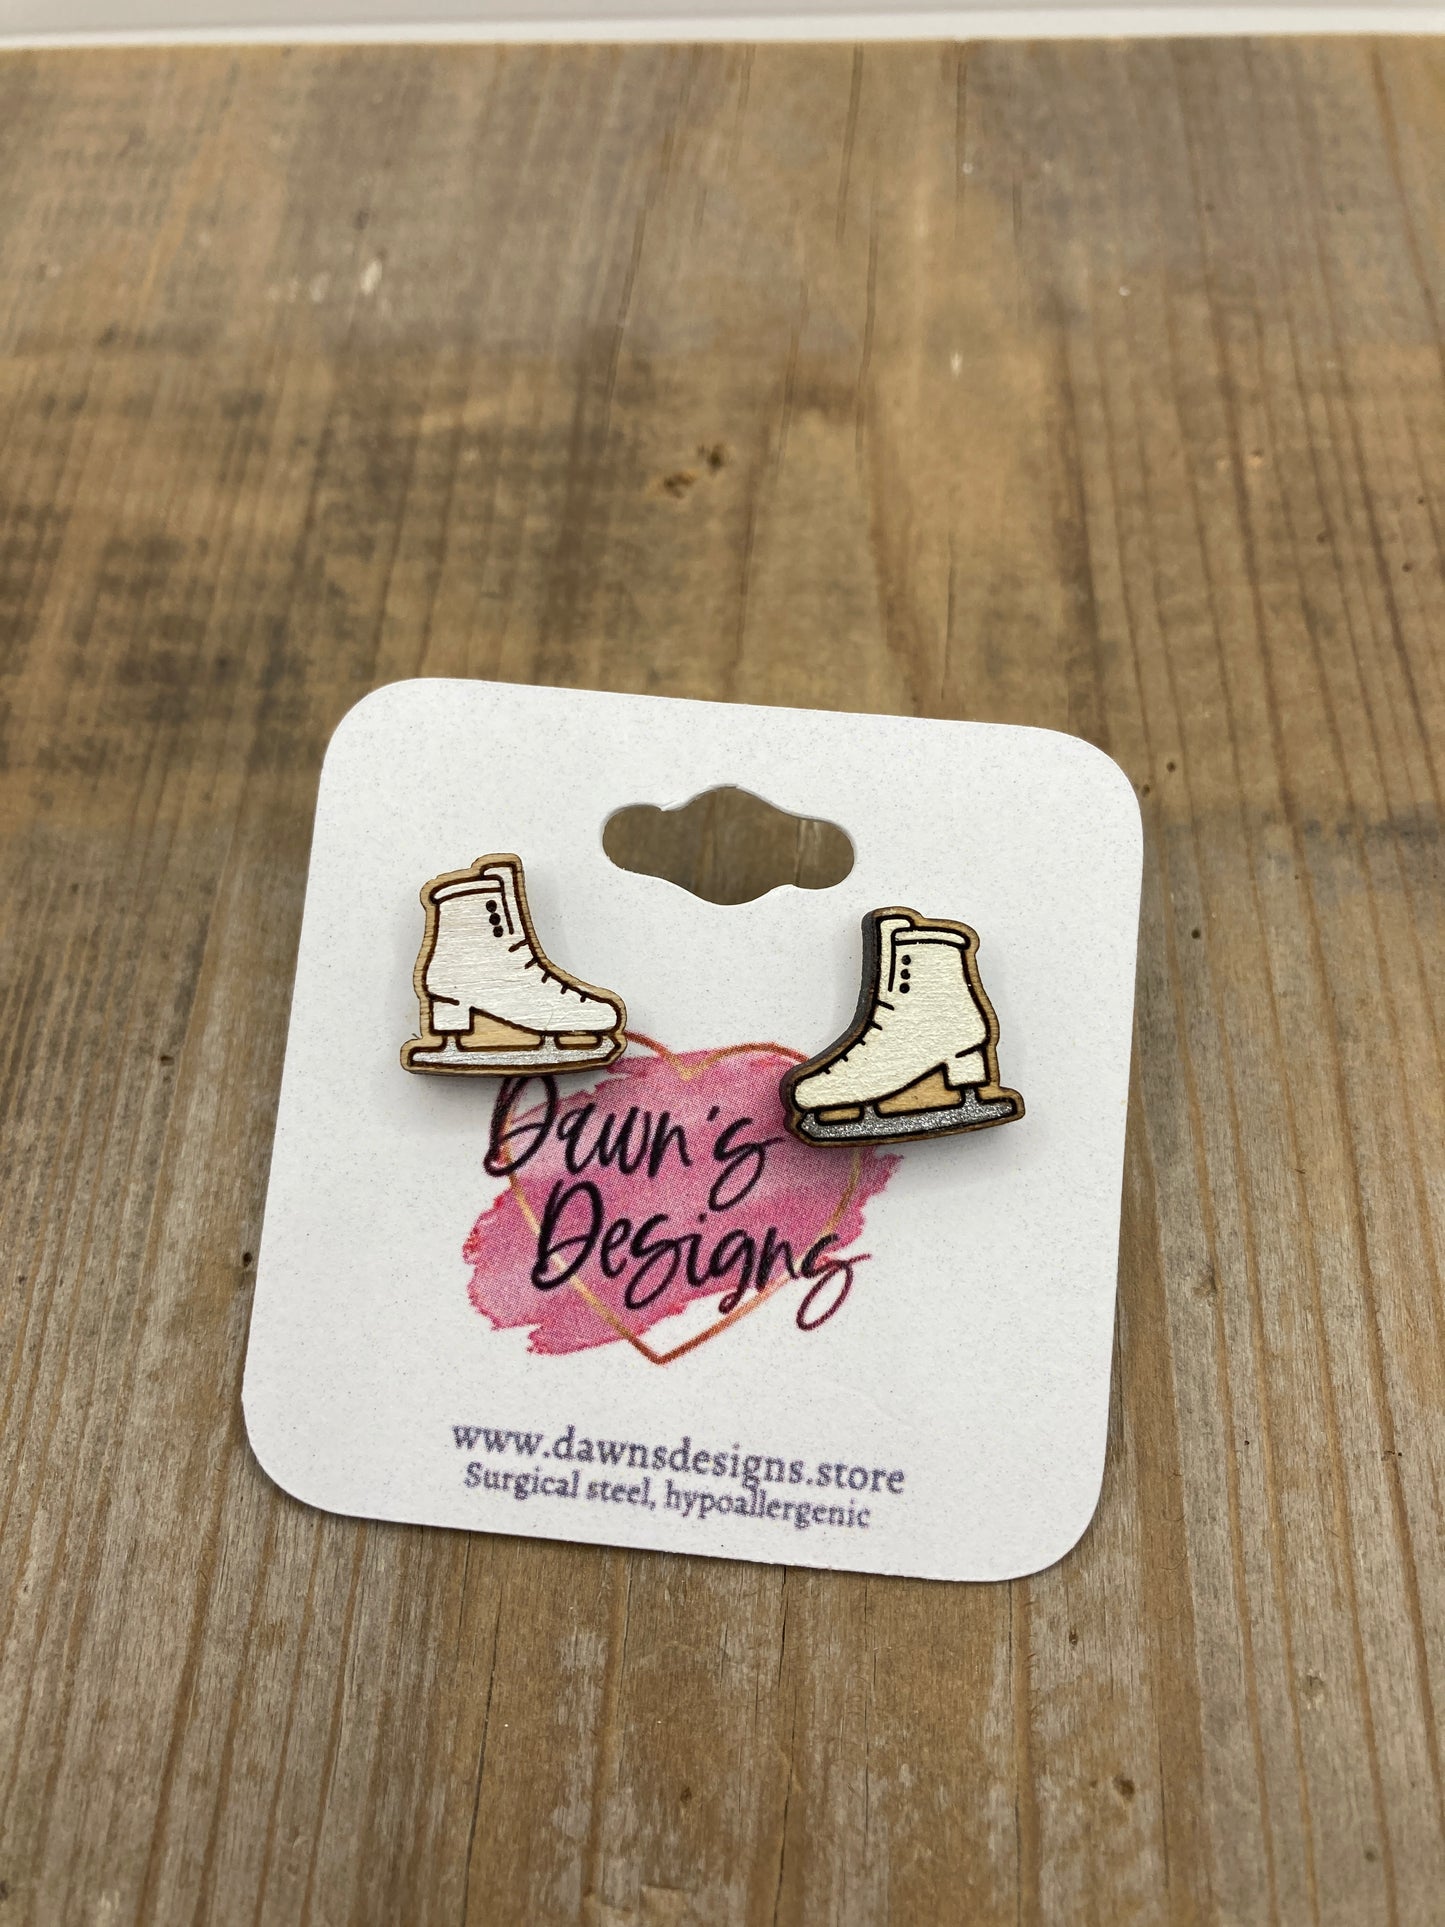 Dawn's
Designs
www.dawnsdesigns.store
Surgical steel, hypoallergenic